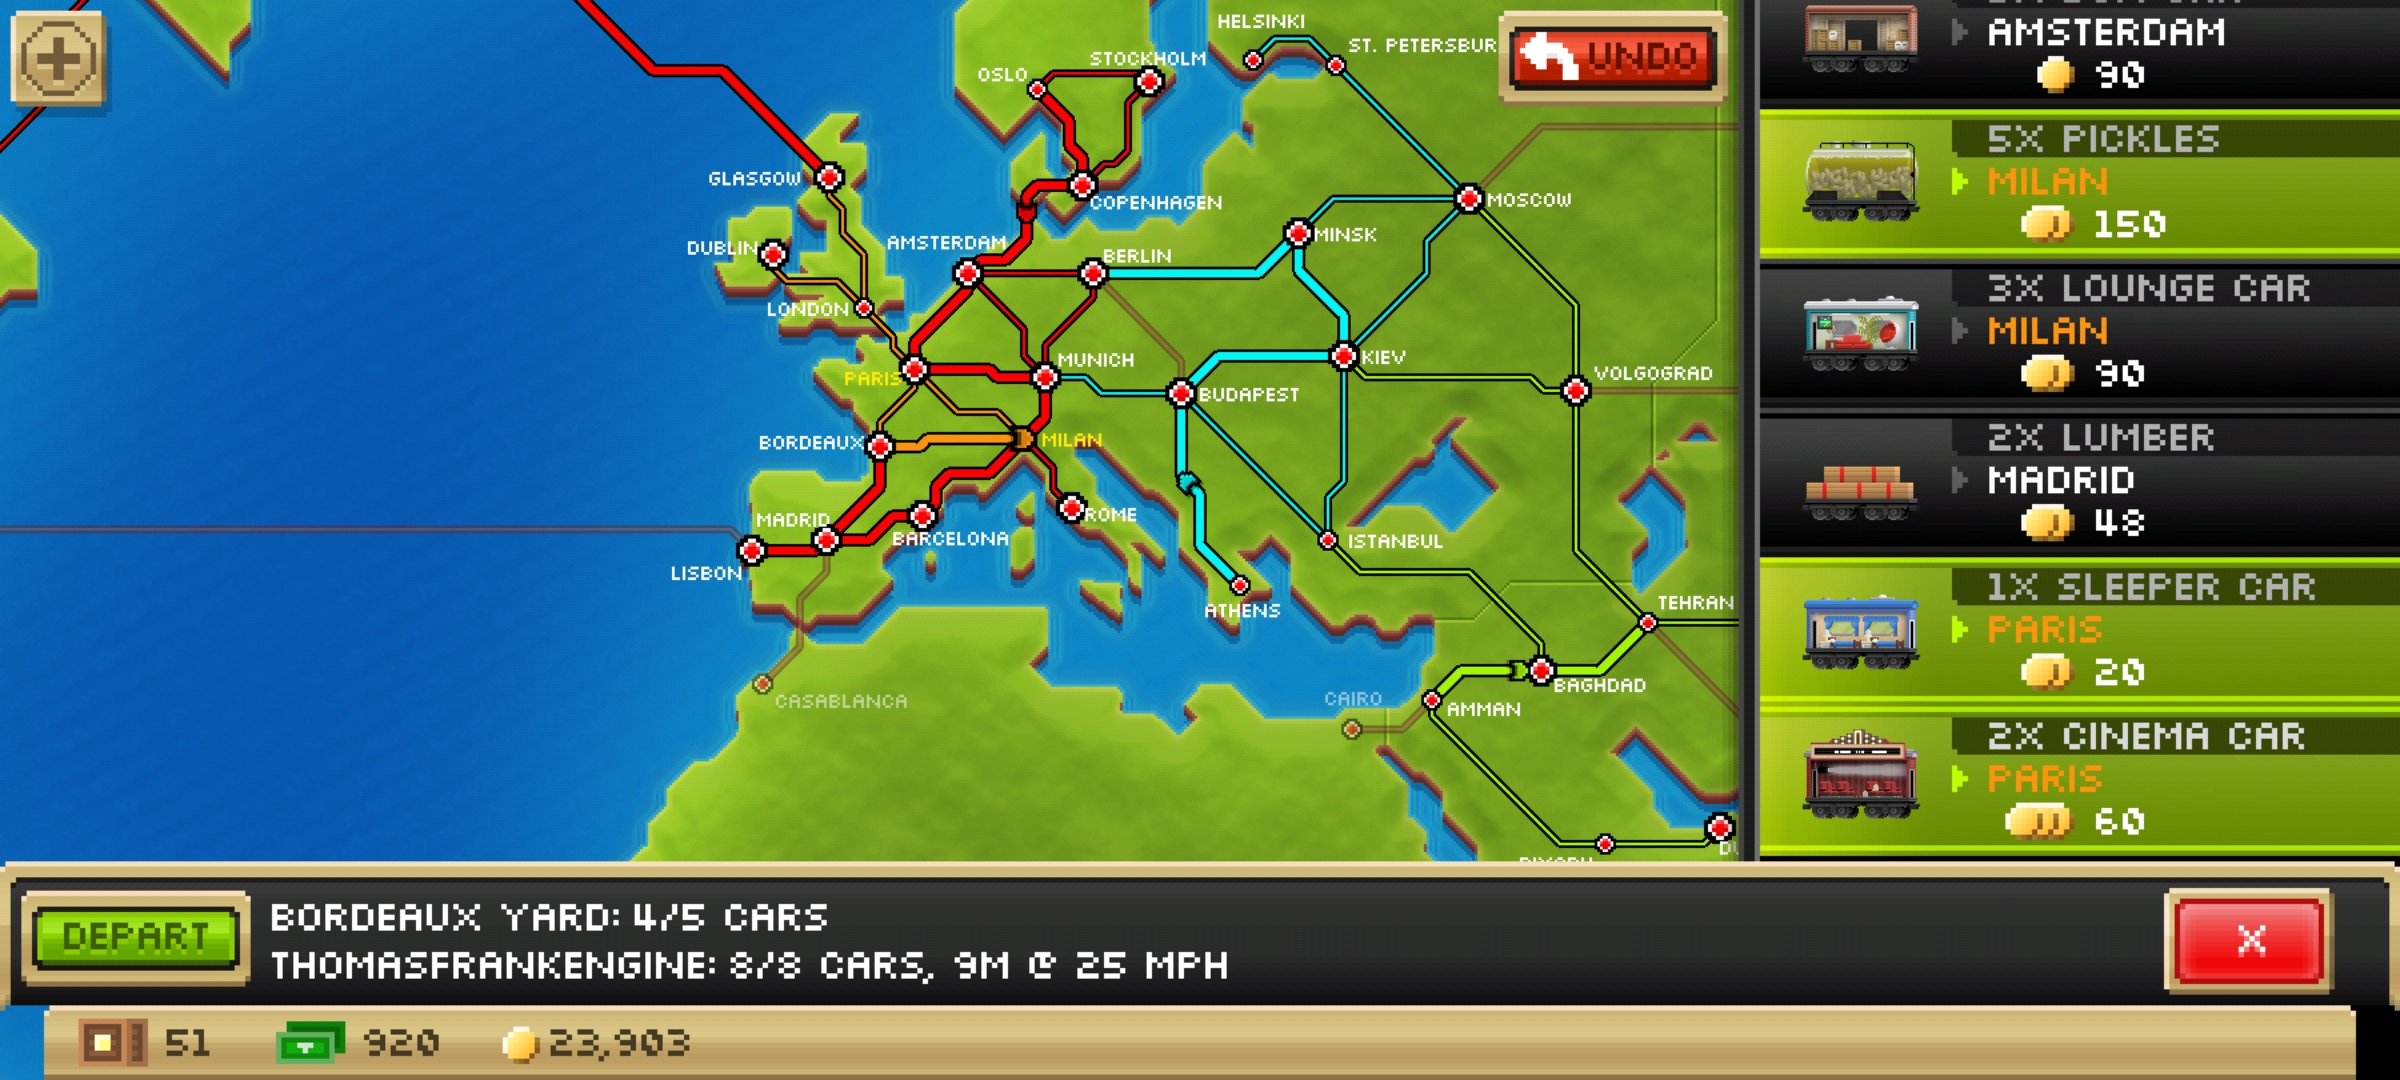 HELSINKI
ST. PETERSBUR
UNDO
STOCKHOLM
OSLO
GLASGOW
COPENHAGEN
MOSCOW
MINSK
DUBLIN
AMSTERDAM
BERLIN
LONDON
MUNICH
KIEV
VOLGOGRAD
PARIS
BUDAPEST
BORDEAUX
MILAN
MADRID
ROME
BARCELONA
ISTANBUL
LISBON
ATHENS
TEHRAN
BAGHDAD
CASABLANCA
CAIRO
AMMAN
AMSTERDAM
90
5X PICKLES
MILAN
150
3X LOUNGE CAR
MILAN
90
2X LUMBER
MADRID
48
1X SLEEPER CAR
PARIS
20
2X CINEMA CAR
PARIS
60
DEPART
BORDEAUX YARD: 4/5 CARS
THOMASFRANKENGINE: 8/8 CARS, 9M @ 25 MPH
X
51
920
23,903